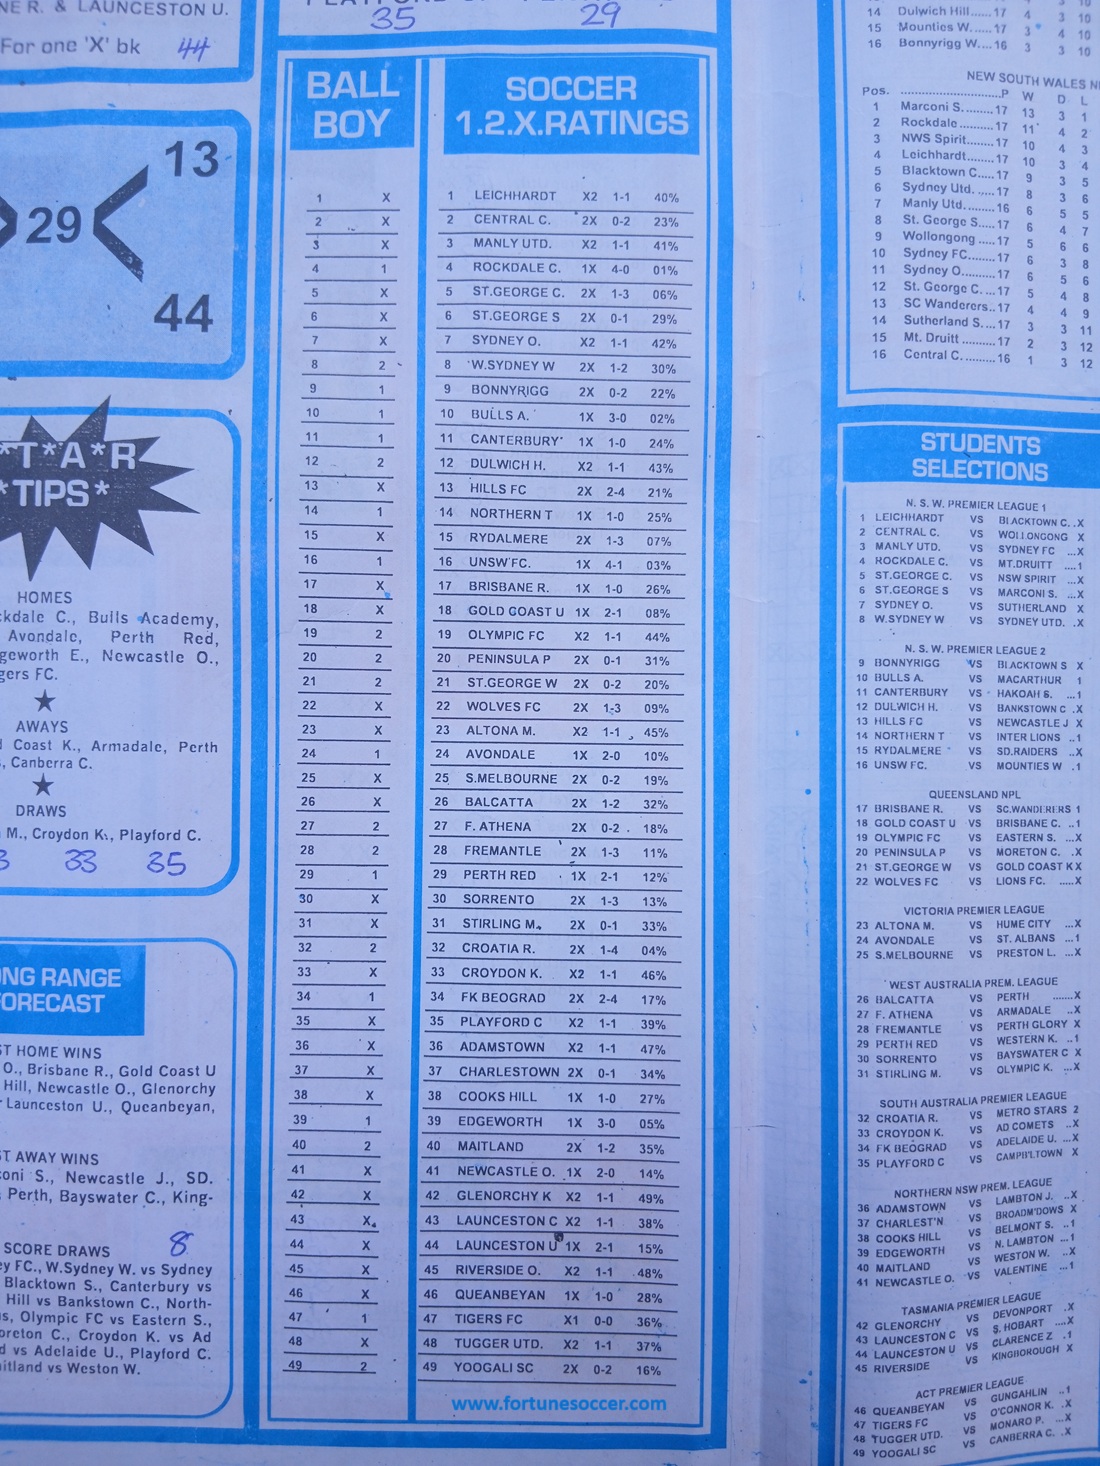 NE R. & LAUNCESTON U.
For one 'X' bk 44
13
29
44
*T*A*R
*TIPS*
HOMES
kdale C., Bulls Academy,
Avondale, Perth Red,
geworth E., Newcastle O.,
gers FC.
AWAYS
Coast K., Armadale, Perth
, Canberra C.
DRAWS
M., Croydon K., Playford C.
33 35
NG RANGE
ORECAST
T HOME WINS
O., Brisbane R., Gold Coast U
Hill, Newcastle O., Glenorchy
Launceston U., Queanbeyan,
T AWAY WINS
coni S., Newcastle J., SD.
Perth, Bayswater C., King-
SCORE DRAWS 8
ey FC., W.Sydney W. vs Sydney
Blacktown S., Canterbury vs
Hill vs Bankstown C., North-
s, Olympic FC vs Eastern S.,
oreton C., Croydon K. vs Ad
d vs Adelaide U., Playford C.
aitland vs Weston W.
35 29
BALL
BOY
1 X
2 X
3 X
4 1
5 X
6 X
7 X
8 2
9 1
10 1
11 1
12 2
13 X
14 1
15 X
16 1
17 X
18 X
19 2
20 2
21 2
22 X
23 X
24 1
25 X
26 X
27 2
28 2
29 1
30 X
31 X
32 2
33 X
34 1
35 X
36 X
37 X
38 X
39 1
40 2
41 X
42 X
43 X
44 X
45 X
46 X
47 1
48 X
49 2
SOCCER
1.2.X.RATINGS
1 LEICHHARDT X2 1-1 40%
2 CENTRAL C. 2X 0-2 23%
3 MANLY UTD. X2 1-1 41%
4 ROCKDALE C. 1X 4-0 01%
5 ST.GEORGE C. 2X 1-3 06%
6 ST.GEORGE S 2X 0-1 29%
7 SYDNEY O. X2 1-1 42%
8 W.SYDNEY W 2X 1-2 30%
9 BONNYRIGG 2X 0-2 22%
10 BULLS A. 1X 3-0 02%
11 CANTERBURY 1X 1-0 24%
12 DULWICH H. X2 1-1 43%
13 HILLS FC 2X 2-4 21%
14 NORTHERN T 1X 1-0 25%
15 RYDALMERE 2X 1-3 07%
16 UNSW FC. 1X 4-1 03%
17 BRISBANE R. 1X 1-0 26%
18 GOLD COAST U 1X 2-1 08%
19 OLYMPIC FC X2 1-1 44%
20 PENINSULA P 2X 0-1 31%
21 ST.GEORGE W 2X 0-2 20%
22 WOLVES FC 2X 1-3 09%
23 ALTONA M. X2 1-1 45%
24 AVONDALE 1X 2-0 10%
25 S.MELBOURNE 2X 0-2 19%
26 BALCATTA 2X 1-2 32%
27 F. ATHENA 2X 0-2 18%
28 FREMANTLE 2X 1-3 11%
29 PERTH RED 1X 2-1 12%
30 SORRENTO 2X 1-3 13%
31 STIRLING M. 2X 0-1 33%
32 CROATIA R. 2X 1-4 04%
33 CROYDON K. X2 1-1 46%
34 FK BEOGRAD 2X 2-4 17%
35 PLAYFORD C X2 1-1 39%
36 ADAMSTOWN X2 1-1 47%
37 CHARLESTOWN 2X 0-1 34%
38 COOKS HILL 1X 1-0 27%
39 EDGEWORTH 1X 3-0 05%
40 MAITLAND 2X 1-2 35%
41 NEWCASTLE O. 1X 2-0 14%
42 GLENORCHY K X2 1-1 49%
43 LAUNCESTON C X2 1-1 38%
44 LAUNCESTON U 1X 2-1 15%
45 RIVERSIDE O. X2 1-1 48%
46 QUEANBEYAN 1X 1-0 28%
47 TIGERS FC X1 0-0 36%
48 TUGGER UTD. X2 1-1 37%
49 YOOGALI SC 2X 0-2 16%
www.fortunesoccer.com
14 Dulwich Hill......17 4 3 10
15 Mounties W. .....17 3 4 10
16 Bonnyrigg W....16 3 3 10
NEW SOUTH WALES N
Pos. .........................P W D L
1 Marconi S.........17 13 3 1
2 Rockdale ..........17 11 4 2
3 NWS Spirit........17 10 4 3
4 Leichhardt........17 10 3 4
5 Blacktown C.....17 9 3 5
6 Sydney Utd. .....17 8 3 6
7 Manly Utd.........16 6 5 5
8 St. George S.....17 6 4 7
9 Wollongong ......17 5 6 6
10 Sydney FC........17 6 3 8
11 Sydney O..........17 6 5 6
12 St. George C. ...17 5 4 8
13 SC Wanderers..17 4 4 9
14 Sutherland S....17 3 3 11
15 Mt. Druitt ..........17 2 3 12
16 Central C..........16 1 3 12
STUDENTS
SELECTIONS
N. S. W. PREMIER LEAGUE 1
1 LEICHHARDT VS BLACKTOWN C. .X
2 CENTRAL C. VS WOLLONGONG X
3 MANLY UTD. VS SYDNEY FC ...X
4 ROCKDALE C. VS MT.DRUITT ....1
5 ST.GEORGE C. VS NSW SPIRIT ...X
6 ST.GEORGE S VS MARCONI S. ...X
7 SYDNEY O. VS SUTHERLAND X
8 W.SYDNEY W VS SYDNEY UTD. .X
N. S.W. PREMIER LEAGUE 2
9 BONNYRIGG VS BLACKTOWN S X
10 BULLS A. VS MACARTHUR 1
11 CANTERBURY VS HAKOAH S. ...1
12 DULWICH H. VS BANKSTOWN C .X
13 HILLS FC VS NEWCASTLE J X
14 NORTHERN T VS INTER LIONS ..1
15 RYDALMERE VS SD.RAIDERS ..X
16 UNSW FC. VS MOUNTIES W .1
QUEENSLAND NPL
17 BRISBANE R. VS SC.WANDERERS 1
18 GOLD COAST U VS BRISBANE C. ..1
19 OLYMPIC FC VS EASTERN S. ...X
20 PENINSULA P VS MORETON C. .X
21 ST.GEORGE W VS GOLD COAST K X
22 WOLVES FC VS LIONS FC. .....X
VICTORIA PREMIER LEAGUE
23 ALTONA M. VS HUME CITY ...X
24 AVONDALE VS ST. ALBANS ...1
25 S.MELBOURNE VS PRESTON L. ...X
WEST AUSTRALIA PREM. LEAGUE
26 BALCATTA VS PERTH .......X
27 F. ATHENA VS ARMADALE ..X
28 FREMANTLE VS PERTH GLORY X
29 PERTH RED VS WESTERN K. ..1
30 SORRENTO VS BAYSWATER C X
31 STIRLING M. VS OLYMPIC K. ...X
SOUTH AUSTRALIA PREMIER LEAGUE
32 CROATIA R. VS METRO STARS 2
33 CROYDON K. VS AD COMETS ..X
34 FK BEOGRAD VS ADELAIDE U. ...X
35 PLAYFORD C VS CAMPB'LTOWN X
NORTHERN NSW PREM. LEAGUE
36 ADAMSTOWN VS LAMBTON J. ..X
37 CHARLEST'N VS BROADM'DOWS X
38 COOKS HILL VS BELMONT S. ..1
39 EDGEWORTH VS N. LAMBTON ...1
40 MAITLAND VS WESTON W. ..X
41 NEWCASTLE O. VS VALENTINE ...1
TASMANIA PREMIER LEAGUE
42 GLENORCHY VS DEVONPORT .X
43 LAUNCESTON C VS S. HOBART ....X
44 LAUNCESTON U VS CLARENCE Z .1
45 RIVERSIDE VS KINGBOROUGH X
ACT PREMIER LEAGUE
46 QUEANBEYAN VS GUNGAHLIN ..1
47 TIGERS FC VS O'CONNOR K. .X
48 TUGGER UTD. VS MONARO P. ...X
49 YOOGALI SC VS CANBERRA C. .X